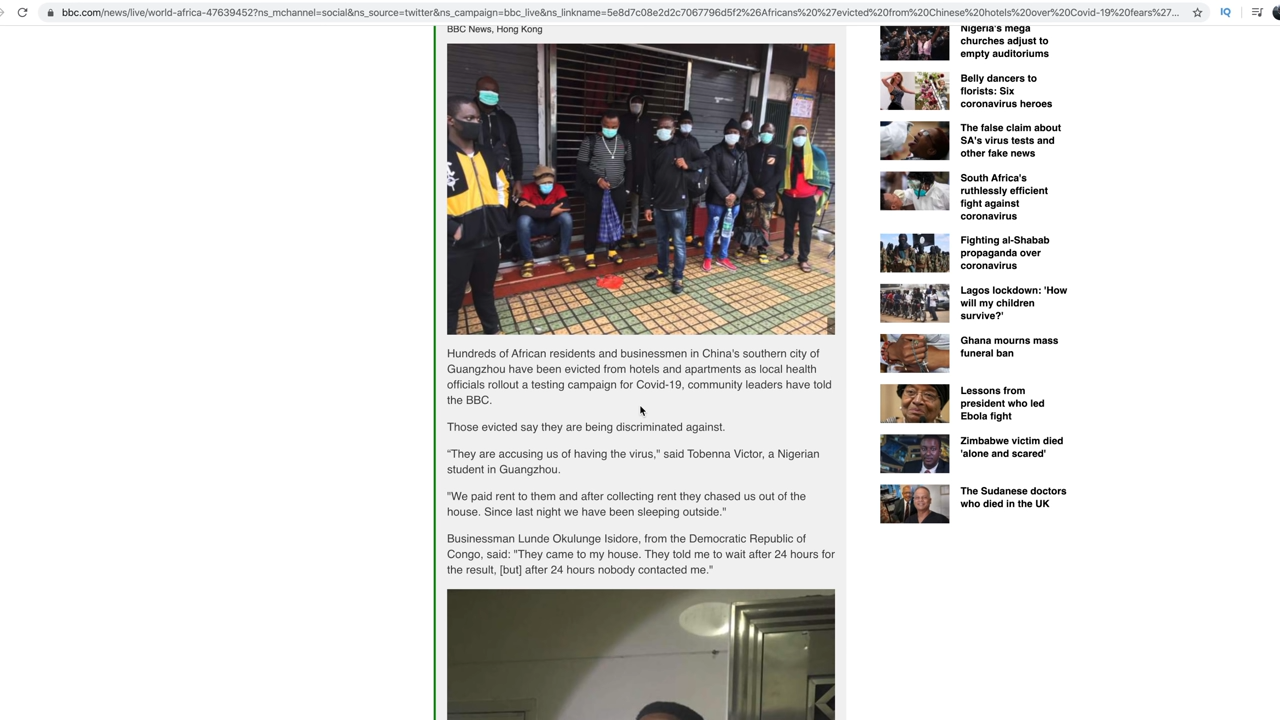 bbc.com/news/live/world-africa-47639452?ns_mchannel=social&ns_source=twitter&ns_campaign=bbc_live&ns_linkname=5e8d7c08e2d2c7067796d5f2%26Africans%20%27evicted%20from%20Chinese%20hotels%20over%20Covid-19%20fears%27...
IQ
BBC News, Hong Kong
Hundreds of African residents and businessmen in China's southern city of
Guangzhou have been evicted from hotels and apartments as local health
officials rollout a testing campaign for Covid-19, community leaders have told
the BBC.
Those evicted say they are being discriminated against.
“They are accusing us of having the virus," said Tobenna Victor, a Nigerian
student in Guangzhou.
"We paid rent to them and after collecting rent they chased us out of the
house. Since last night we have been sleeping outside."
Businessman Lunde Okulunge Isidore, from the Democratic Republic of
Congo, said: "They came to my house. They told me to wait after 24 hours for
the result, [but] after 24 hours nobody contacted me."
Nigeria's mega
churches adjust to
empty auditoriums
Belly dancers to
florists: Six
coronavirus heroes
The false claim about
SA's virus tests and
other fake news
South Africa's
ruthlessly efficient
fight against
coronavirus
Fighting al-Shabab
propaganda over
coronavirus
Lagos lockdown: 'How
will my children
survive?'
Ghana mourns mass
funeral ban
Lessons from
president who led
Ebola fight
Zimbabwe victim died
'alone and scared'
The Sudanese doctors
who died in the UK